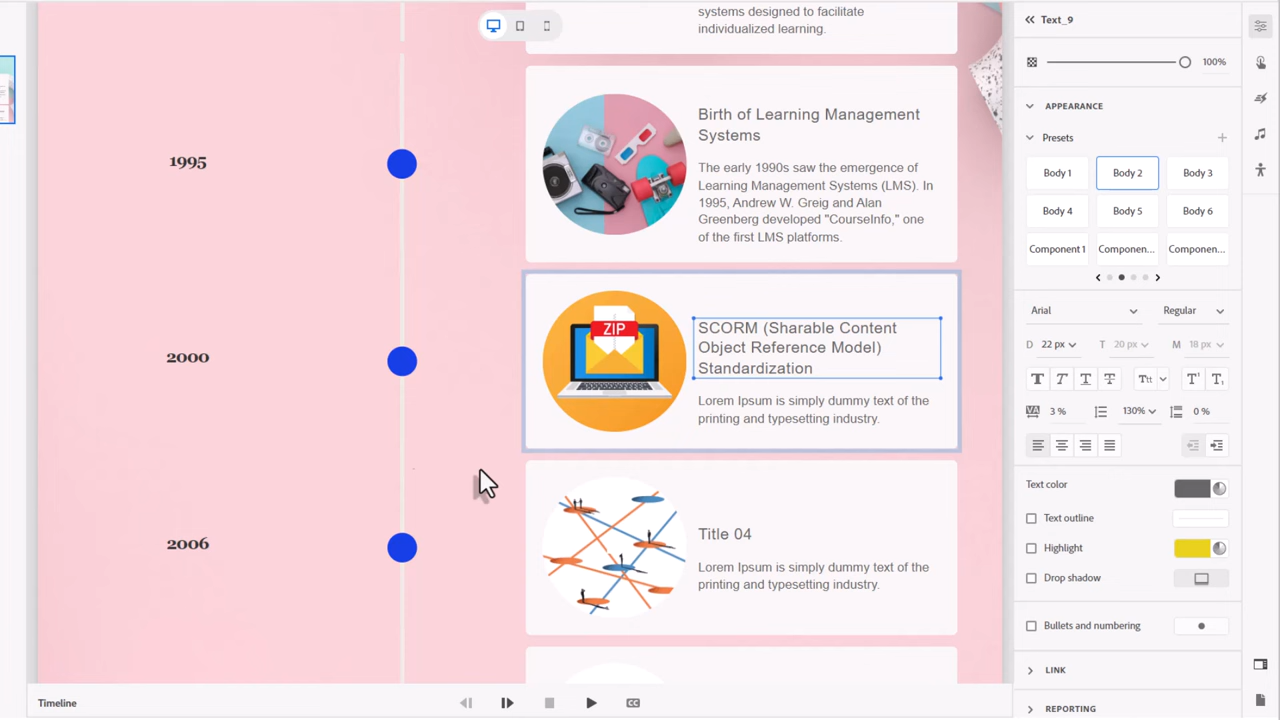 systems designed to facilitate
individualized learning.
1995
Birth of Learning Management
Systems
The early 1990s saw the emergence of
Learning Management Systems (LMS). In
1995, Andrew W. Greig and Alan
Greenberg developed "CourseInfo," one
of the first LMS platforms.
2000
ZIP
SCORM (Sharable Content
Object Reference Model)
Standardization
Lorem Ipsum is simply dummy text of the
printing and typesetting industry.
2006
Title 04
Lorem Ipsum is simply dummy text of the
printing and typesetting industry.
Timeline
CC
Text_9
100%
APPEARANCE
Presets
Body 1 Body 2 Body 3
Body 4 Body 5 Body 6
Component 1 Componen... Componen...
Arial Regular
D 22 px T 20 px M 18 px
T T T T Tt T¹ T₁
VA 3 % 130% 0 %
Text color
Text outline
Highlight
Drop shadow
Bullets and numbering
LINK
REPORTING